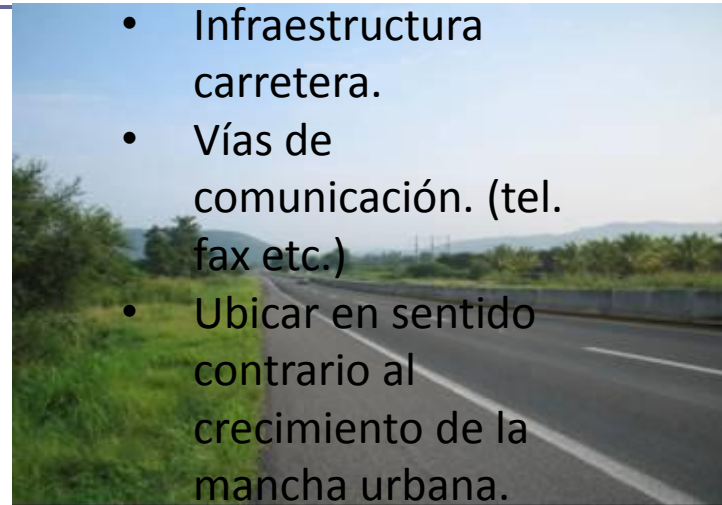 • Infraestructura
carretera.
• Vías de
comunicación. (tel.
fax etc.)
• Ubicar en sentido
contrario al
crecimiento de la
mancha urbana.